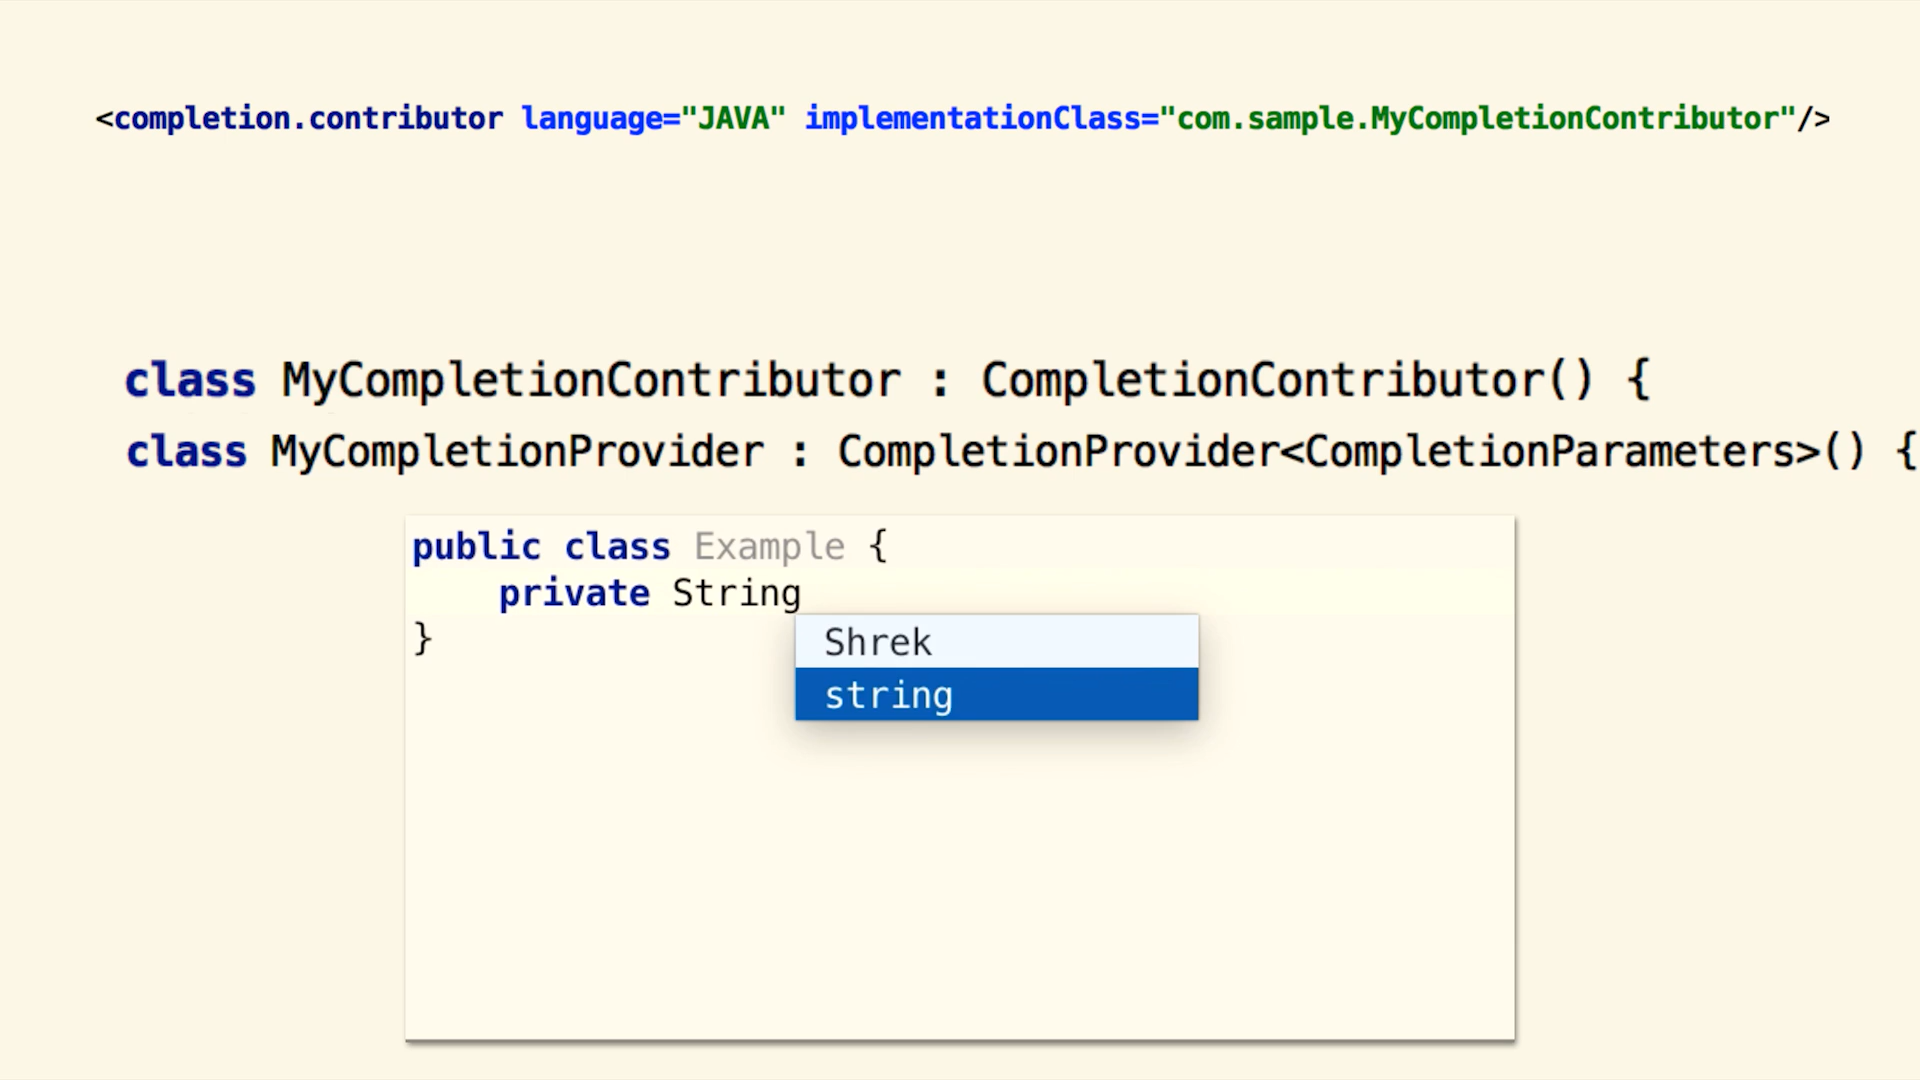 <completion.contributor language="JAVA" implementationClass="com.sample.MyCompletionContributor"/>
class MyCompletionContributor : CompletionContributor() {
class MyCompletionProvider : CompletionProvider<CompletionParameters>() {
public class Example {
private String
}
Shrek
string